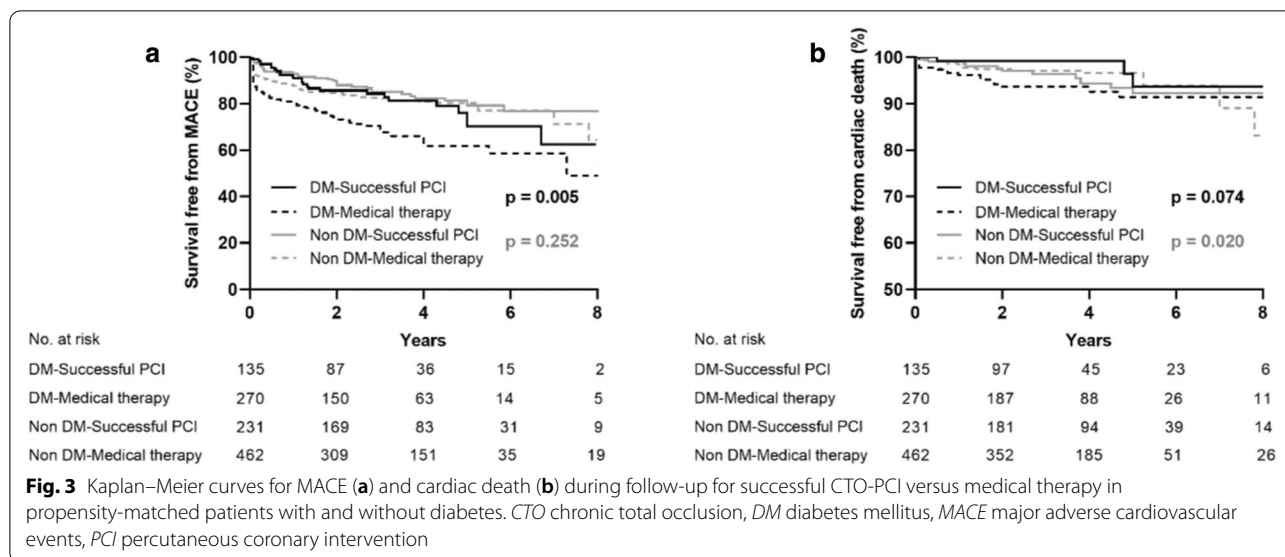 a
Survival free from MACE (%)
100
80
60
40
20
0
DM-Successful PCI
DM-Medical therapy
Non DM-Successful PCI
Non DM-Medical therapy
p = 0.005
p = 0.252
0 2 4 6 8
Years
No. at risk
DM-Successful PCI 135 87 36 15 2
DM-Medical therapy 270 150 63 14 5
Non DM-Successful PCI 231 169 83 31 9
Non DM-Medical therapy 462 309 151 35 19
b
Survival free from cardiac death (%)
100
90
80
70
60
50
DM-Successful PCI
DM-Medical therapy
Non DM-Successful PCI
Non DM-Medical therapy
p = 0.074
p = 0.020
0 2 4 6 8
Years
No. at risk
DM-Successful PCI 135 97 45 23 6
DM-Medical therapy 270 187 88 26 11
Non DM-Successful PCI 231 181 94 39 14
Non DM-Medical therapy 462 352 185 51 26
Fig. 3 Kaplan–Meier curves for MACE (a) and cardiac death (b) during follow-up for successful CTO-PCI versus medical therapy in
propensity-matched patients with and without diabetes. CTO chronic total occlusion, DM diabetes mellitus, MACE major adverse cardiovascular
events, PCI percutaneous coronary intervention